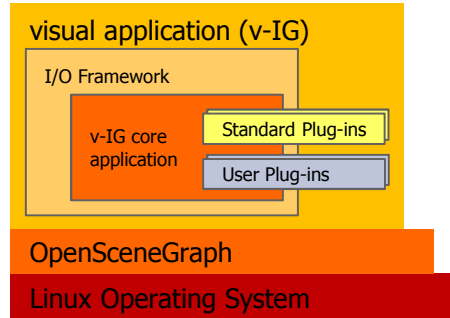 visual application (v-IG)
I/O Framework
v-IG core
application
Standard Plug-ins
User Plug-ins
OpenSceneGraph
Linux Operating System